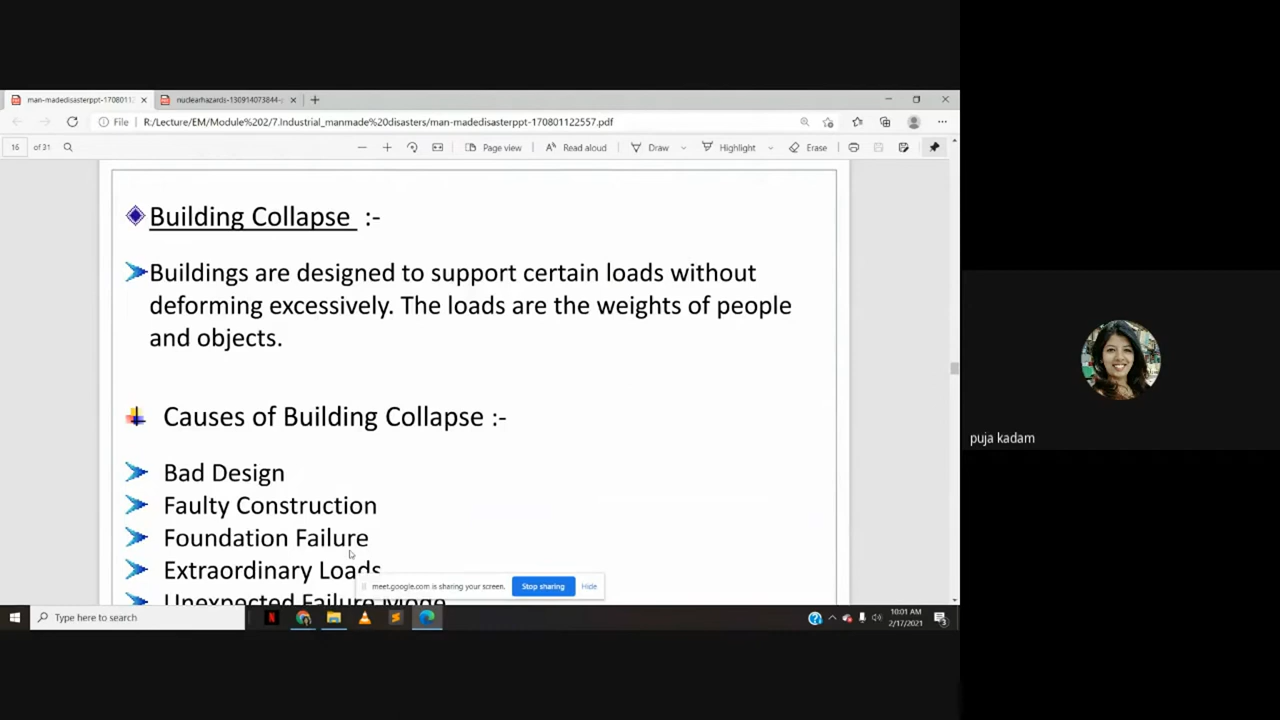 man-madedisasterppt-170801122
nuclearhazards-130914073844-p
File
R:/Lecture/EM/Module%202/7.Industrial_manmade%20disasters/man-madedisasterppt-170801122557.pdf
16 of 31
Page view
Read aloud
Draw
Highlight
Erase
Building Collapse :-
Buildings are designed to support certain loads without
deforming excessively. The loads are the weights of people
and objects.
Causes of Building Collapse :-
Bad Design
Faulty Construction
Foundation Failure
Extraordinary Loads
Unexpected Failure Mode
meet.google.com is sharing your screen.
Stop sharing
Hide
Type here to search
10:01 AM
2/17/2021
3
puja kadam